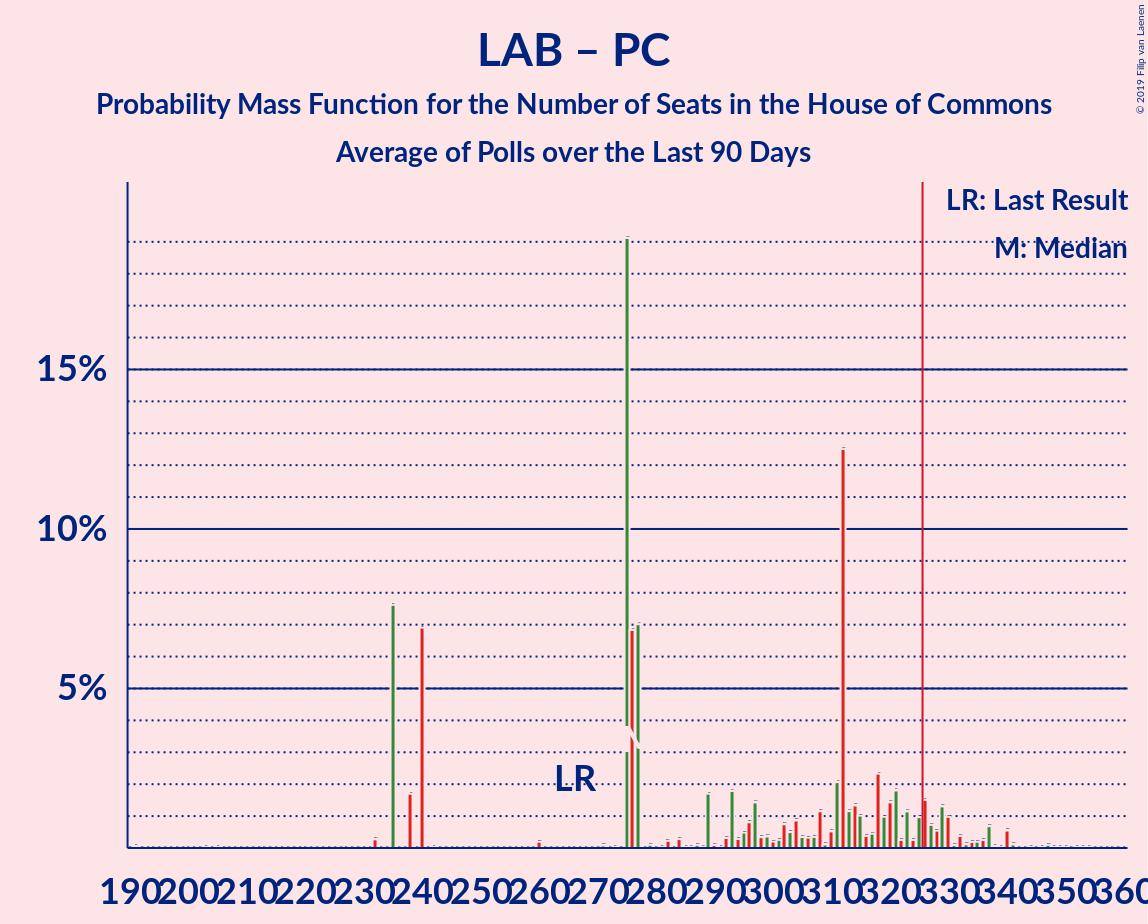 LAB – PC
Probability Mass Function for the Number of Seats in the House of Commons
Average of Polls over the Last 90 Days
© 2019 Filip van Laenen
LR: Last Result
M: Median
15%
10%
5%
LR
190 200 210 220 230 240 250 260 270 280 290 300 310 320 330 340 350 360